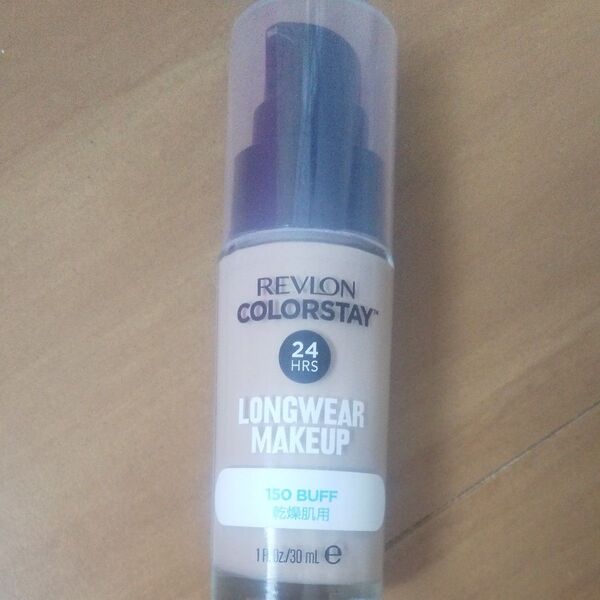 REVLON
COLORSTAY™
24
HRS
LONGWEAR
MAKEUP
150 BUFF
乾燥肌用
1 Fl.Oz./30 mL ℮